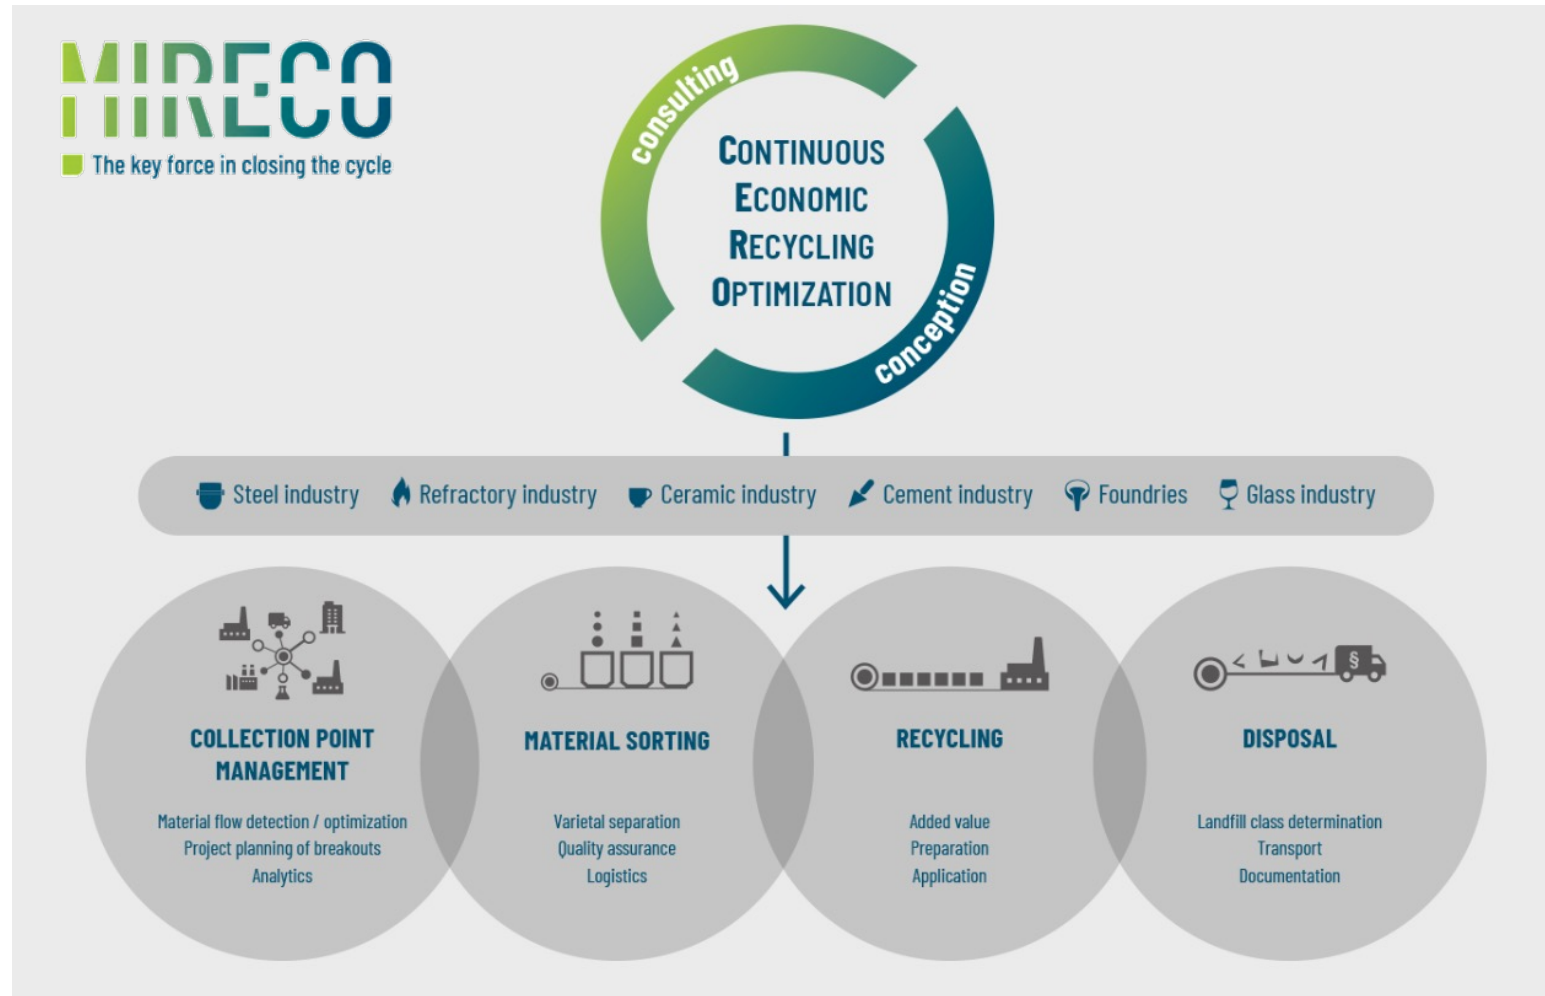 MIRECO
The key force in closing the cycle
consulting
CONTINUOUS
ECONOMIC
RECYCLING
OPTIMIZATION
conception
Steel industry Refractory industry Ceramic industry Cement industry Foundries Glass industry
COLLECTION POINT
MANAGEMENT
Material flow detection / optimization
Project planning of breakouts
Analytics
MATERIAL SORTING
Varietal separation
Quality assurance
Logistics
RECYCLING
Added value
Preparation
Application
§
DISPOSAL
Landfill class determination
Transport
Documentation